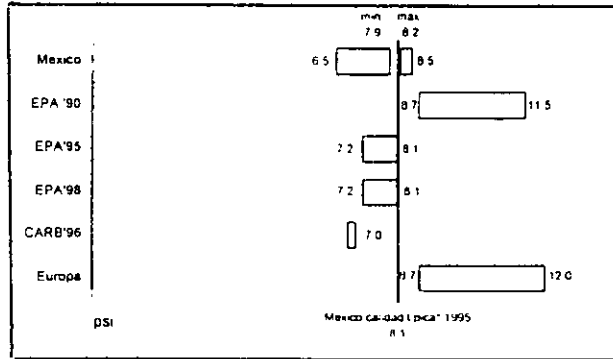 min max
7.9 8.2
Mexico 6.5 8.5
EPA '90 8.7 11.5
EPA'95 7.2 8.1
EPA'98 7.2 8.1
CARB'96 7.0
Europa 8.7 12.0
psi
Mexico calidad típica* 1995
8.1